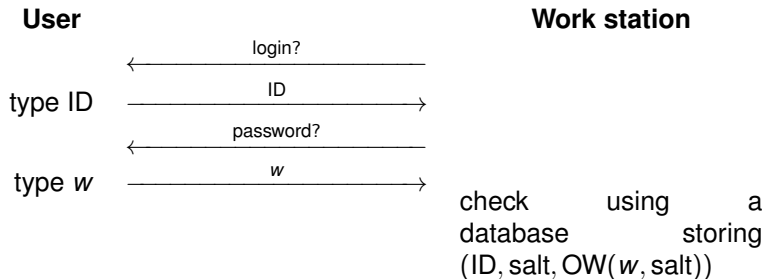 User Work station
login?
type ID ID
password?
type w w
check using a
database storing
(ID, salt, OW(w, salt))